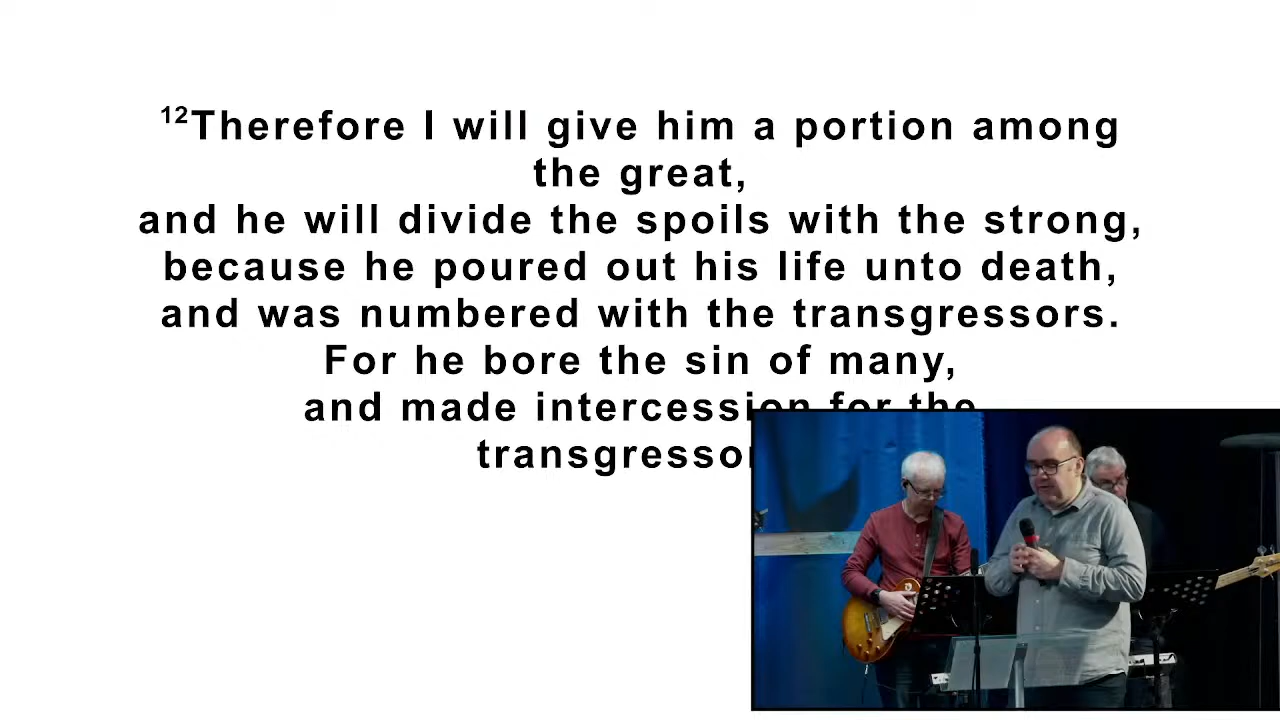 ¹²Therefore I will give him a portion among
the great,
and he will divide the spoils with the strong,
because he poured out his life unto death,
and was numbered with the transgressors.
For he bore the sin of many,
and made intercession for the